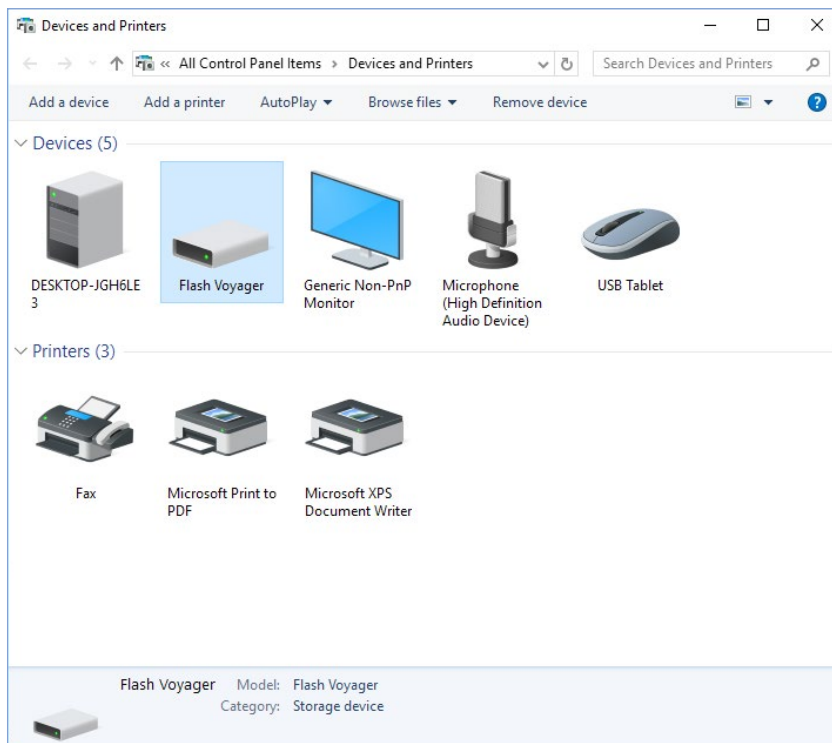 Devices and Printers
« All Control Panel Items › Devices and Printers
Search Devices and Printers
Add a device Add a printer AutoPlay Browse files Remove device
Devices (5)
DESKTOP-JGH6LE
3
Flash Voyager
Generic Non-PnP
Monitor
Microphone
(High Definition
Audio Device)
USB Tablet
Printers (3)
Fax
Microsoft Print to
PDF
Microsoft XPS
Document Writer
Flash Voyager Model: Flash Voyager
Category: Storage device